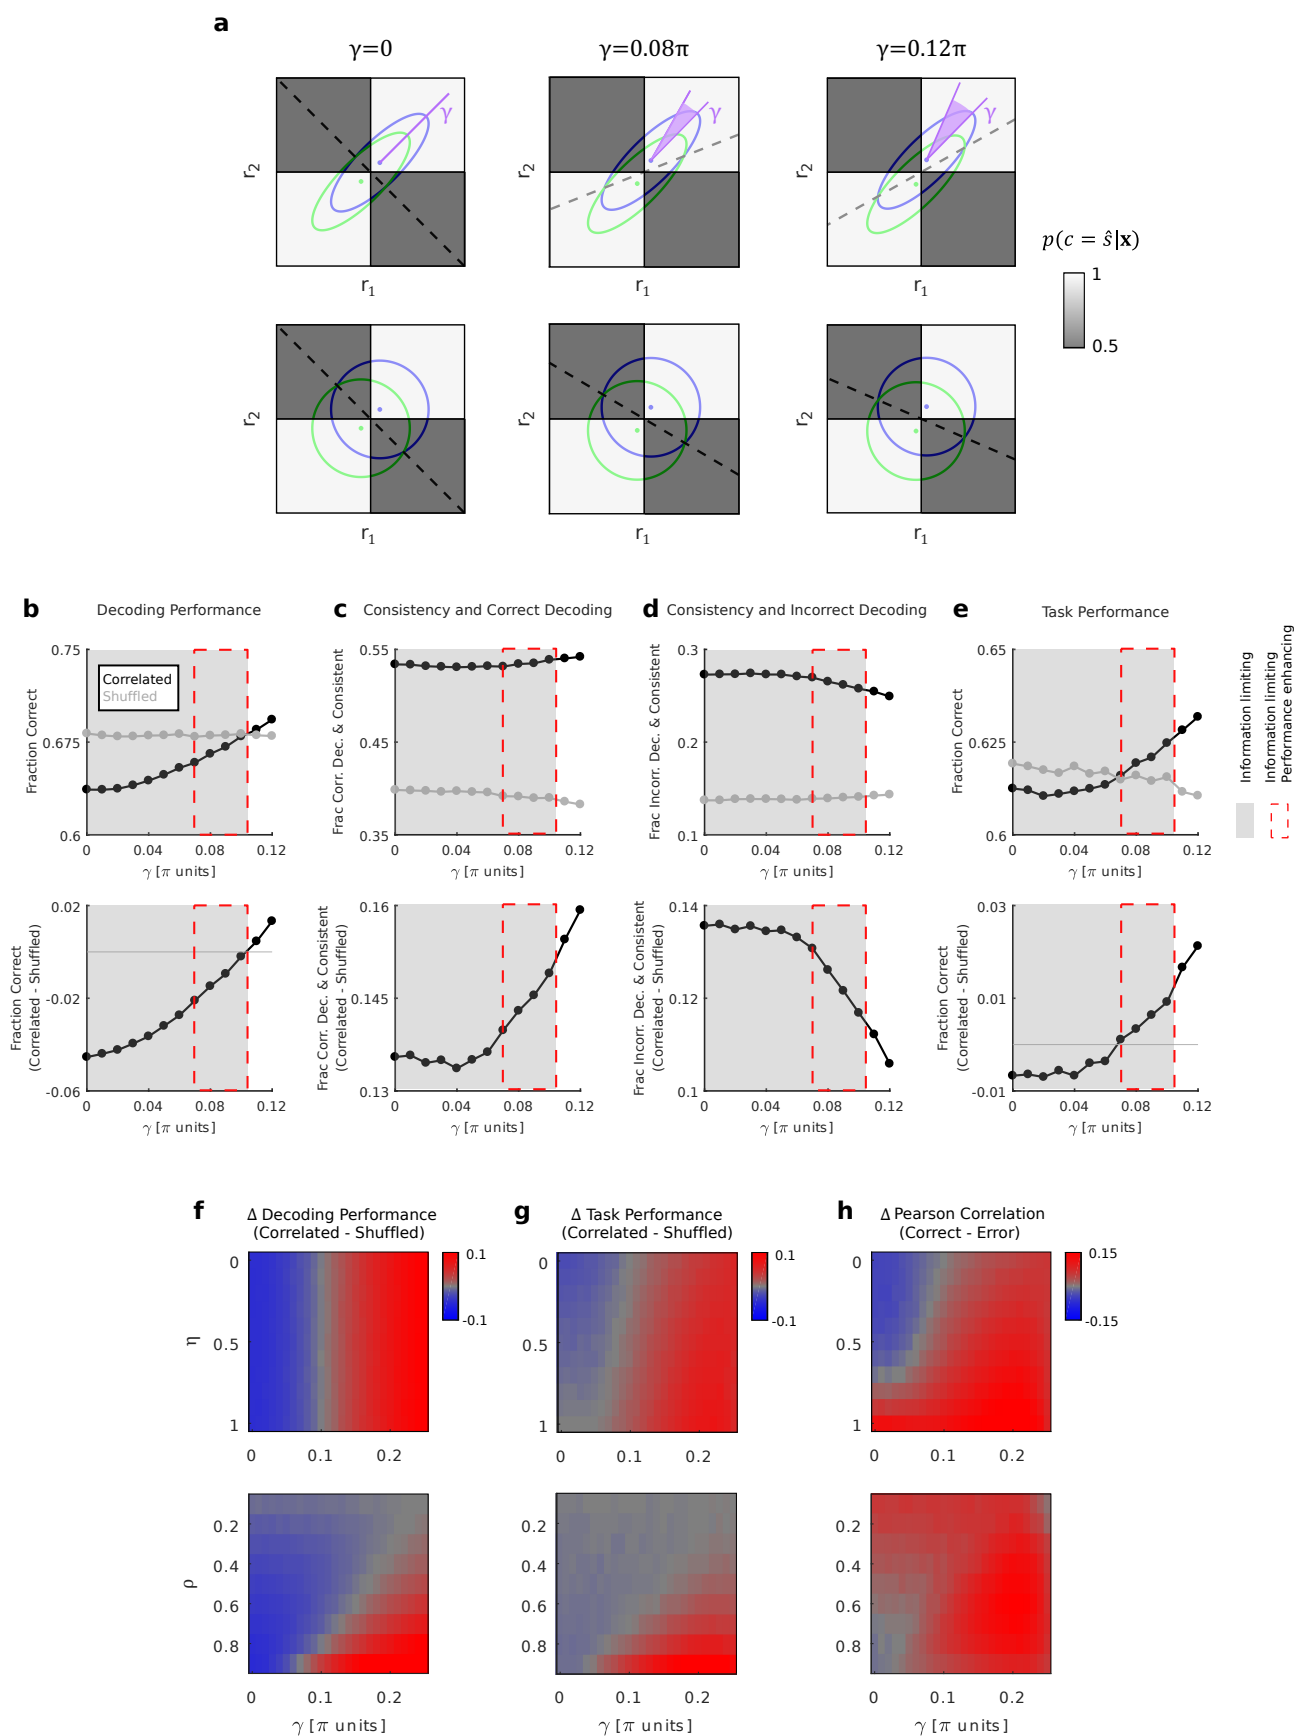 a
γ=0
γ=0.08π
γ=0.12π
γ
γ
γ
r2
r2
r2
r1
r1
r1
p(c = ŝ|x)
1
0.5
r2
r2
r2
r1
r1
r1
b Decoding Performance
c Consistency and Correct Decoding
d Consistency and Incorrect Decoding
e Task Performance
Fraction Correct
0.75
0.675
0.6
Correlated
Shuffled
0 0.04 0.08 0.12
γ [π units]
Frac Corr. Dec. & Consistent
0.55
0.45
0.35
0 0.04 0.08 0.12
γ [π units]
Frac Incorr. Dec. & Consistent
0.3
0.2
0.1
0 0.04 0.08 0.12
γ [π units]
Fraction Correct
0.65
0.625
0.6
0 0.04 0.08 0.12
γ [π units]
Information limiting
Information limiting
Performance enhancing
Fraction Correct
(Correlated - Shuffled)
0.02
-0.02
-0.06
0 0.04 0.08 0.12
γ [π units]
Frac Corr. Dec. & Consistent
(Correlated - Shuffled)
0.16
0.145
0.13
0 0.04 0.08 0.12
γ [π units]
Frac Incorr. Dec. & Consistent
(Correlated - Shuffled)
0.14
0.12
0.1
0 0.04 0.08 0.12
γ [π units]
Fraction Correct
(Correlated - Shuffled)
0.03
0.01
-0.01
0 0.04 0.08 0.12
γ [π units]
f
Δ Decoding Performance
(Correlated - Shuffled)
g
Δ Task Performance
(Correlated - Shuffled)
h
Δ Pearson Correlation
(Correct - Error)
η
0
0.5
1
0 0.1 0.2
0.1
-0.1
0
0.5
1
0 0.1 0.2
0.1
-0.1
0
0.5
1
0 0.1 0.2
0.15
-0.15
ρ
0.2
0.4
0.6
0.8
0 0.1 0.2
γ [π units]
0.2
0.4
0.6
0.8
0 0.1 0.2
γ [π units]
0.2
0.4
0.6
0.8
0 0.1 0.2
γ [π units]